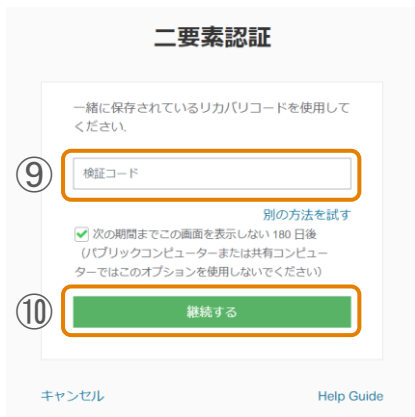 二要素認証
一緒に保存されているリカバリコードを使用して
ください.
⑨
検証コード
別の方法を試す
次の期間までこの画面を表示しない 180 日後
（パブリックコンピューターまたは共有コンピュー
ターではこのオプションを使用しないでください）
⑩
継続する
キャンセル
Help Guide